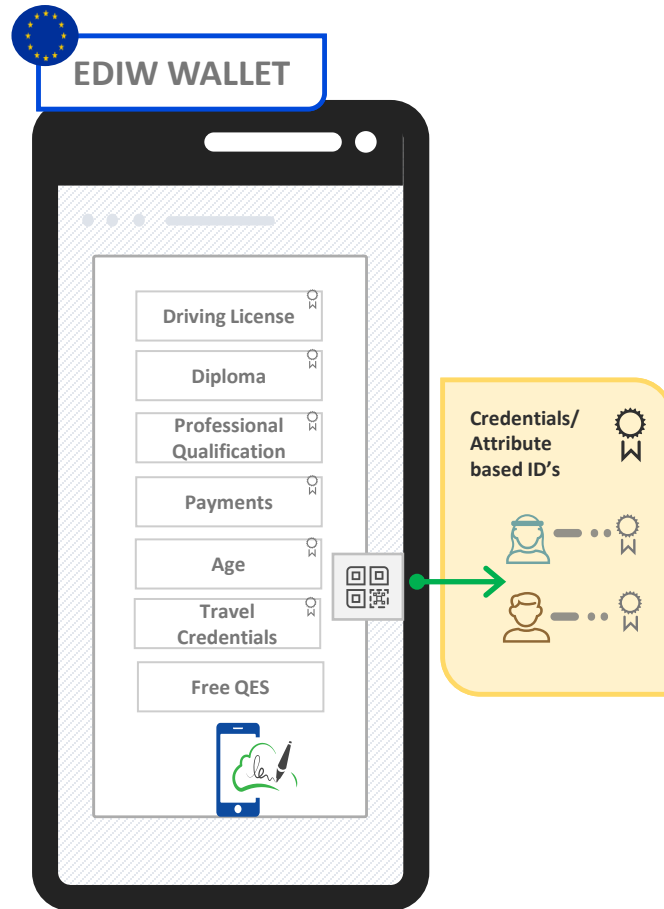 EDIW WALLET
Driving License
Diploma
Professional
Qualification
Payments
Age
Travel
Credentials
Free QES
Credentials/
Attribute
based ID's